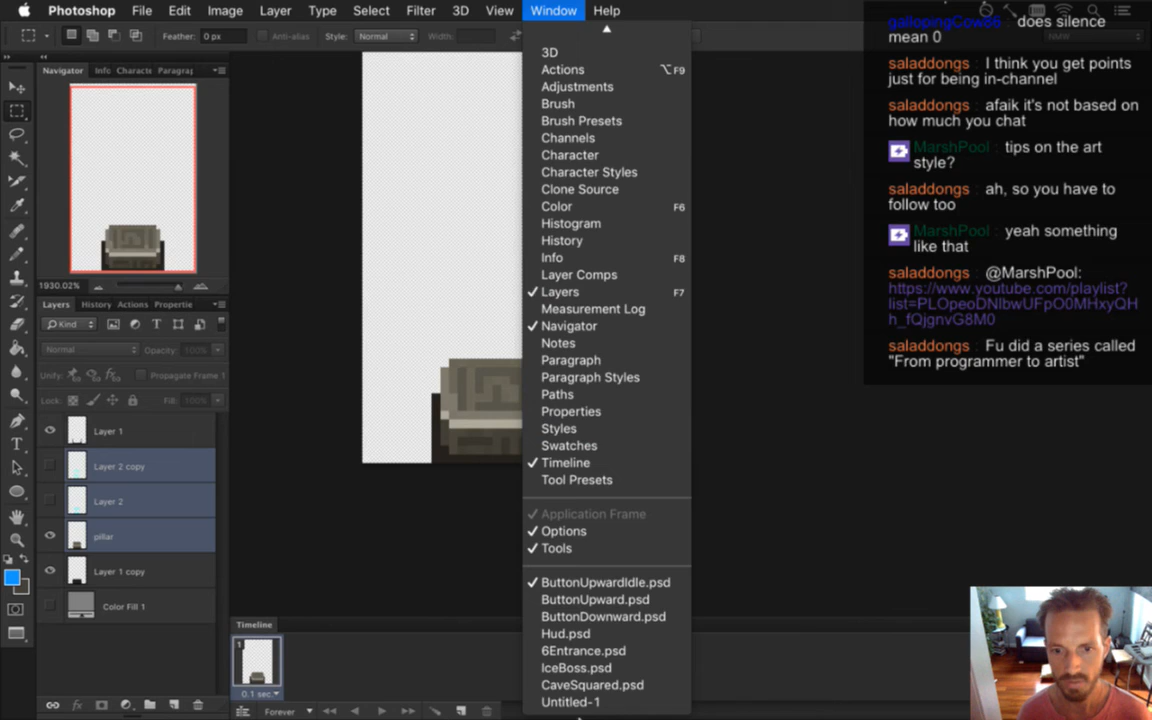 Photoshop File Edit Image Layer Type Select Filter 3D View Window Help
Feather: 0 px Anti-alias Style: Normal Width:
Navigator Info Characte Paragra
1930.02%
Layers History Actions Propertie
Kind
Normal Opacity: 100%
Unify: Propagate Frame 1
Lock: Fill: 100%
Layer 1
Layer 2 copy
Layer 2
pillar
Layer 1 copy
Color Fill 1
Timeline
1
0.1 sec.
Forever
3D
Actions ⌥F9
Adjustments
Brush
Brush Presets
Channels
Character
Character Styles
Clone Source
Color F6
Histogram
History
Info F8
Layer Comps
✓ Layers F7
Measurement Log
✓ Navigator
Notes
Paragraph
Paragraph Styles
Paths
Properties
Styles
Swatches
✓ Timeline
Tool Presets
✓ Application Frame
✓ Options
✓ Tools
✓ ButtonUpwardIdle.psd
ButtonUpward.psd
ButtonDownward.psd
Hud.psd
6Entrance.psd
IceBoss.psd
CaveSquared.psd
Untitled-1
NMW
gallopingCow86 : does silence
mean 0
saladdongs : I think you get points
just for being in-channel
saladdongs : afaik it's not based on
how much you chat
MarshPool : tips on the art
style?
saladdongs : ah, so you have to
follow too
MarshPool : yeah something
like that
saladdongs : @MarshPool:
https://www.youtube.com/playlist?
list=PLOpeoDNlbwUFpO0MHxyQH
h_fQjgnvG8M0
saladdongs : Fu did a series called
"From programmer to artist"